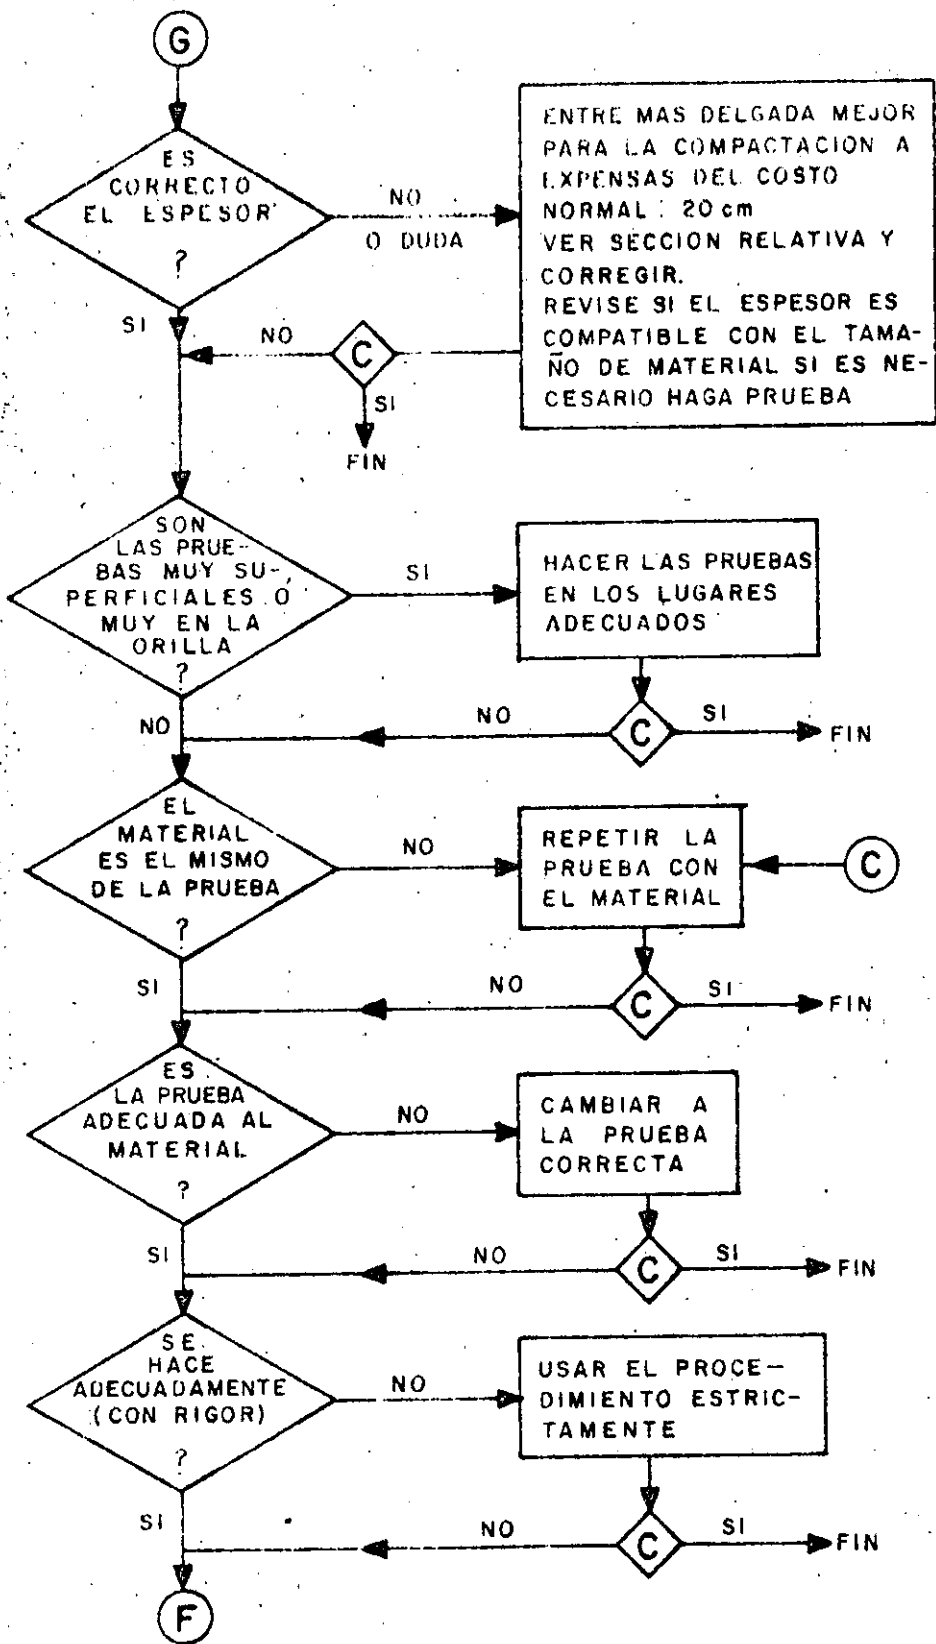 G
ES
CORRECTO
EL ESPESOR
?
NO
O DUDA
ENTRE MAS DELGADA MEJOR
PARA LA COMPACTACION A
EXPENSAS DEL COSTO
NORMAL : 20 cm
VER SECCION RELATIVA Y
CORREGIR.
REVISE SI EL ESPESOR ES
COMPATIBLE CON EL TAMA-
ÑO DE MATERIAL SI ES NE-
CESARIO HAGA PRUEBA
SI
NO
C
SI
FIN
SON
LAS PRUE-
BAS MUY SU-
PERFICIALES O
MUY EN LA
ORILLA
?
SI
HACER LAS PRUEBAS
EN LOS LUGARES
ADECUADOS
NO
NO
C
SI
FIN
EL
MATERIAL
ES EL MISMO
DE LA PRUEBA
?
NO
REPETIR LA
PRUEBA CON
EL MATERIAL
C
SI
NO
C
SI
FIN
ES
LA PRUEBA
ADECUADA AL
MATERIAL
?
NO
CAMBIAR A
LA PRUEBA
CORRECTA
SI
NO
C
SI
FIN
SE
HACE
ADECUADAMENTE
(CON RIGOR)
?
NO
USAR EL PROCE-
DIMIENTO ESTRIC-
TAMENTE
SI
NO
C
SI
FIN
F